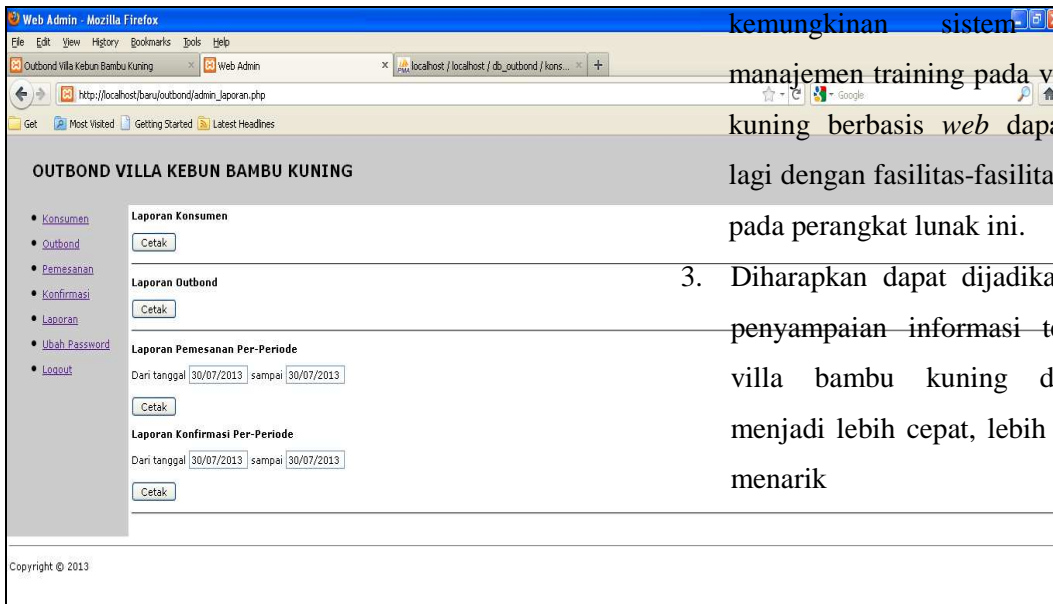 Web Admin - Mozilla Firefox
File Edit View History Bookmarks Tools Help
Outbond Villa Kebun Bambu Kuning
Web Admin
localhost / localhost / db_outbond / kons...
http://localhost/baru/outbond/admin_laporan.php
Google
Get Most Visited Getting Started Latest Headlines
OUTBOND VILLA KEBUN BAMBU KUNING
Konsumen
Outbond
Pemesanan
Konfirmasi
Laporan
Ubah Password
Logout
Laporan Konsumen
Cetak
Laporan Outbond
Cetak
Laporan Pemesanan Per-Periode
Dari tanggal 30/07/2013 sampai 30/07/2013
Cetak
Laporan Konfirmasi Per-Periode
Dari tanggal 30/07/2013 sampai 30/07/2013
Cetak
Copyright © 2013
kemungkinan sistem
manajemen training pada v
kuning berbasis web dapa
lagi dengan fasilitas-fasilita
pada perangkat lunak ini.
3. Diharapkan dapat dijadika
penyampaian informasi te
villa bambu kuning d
menjadi lebih cepat, lebih
menarik